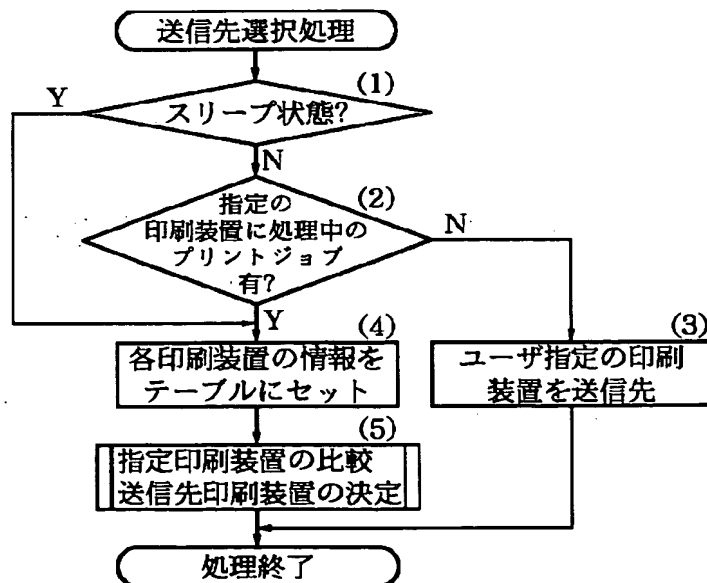 送信先選択処理
(1)
Y
スリープ状態?
N
(2)
指定の
印刷装置に処理中の
プリントジョブ
有?
N
Y
(4)
各印刷装置の情報を
テーブルにセット
(3)
ユーザ指定の印刷
装置を送信先
(5)
指定印刷装置の比較
送信先印刷装置の決定
処理終了